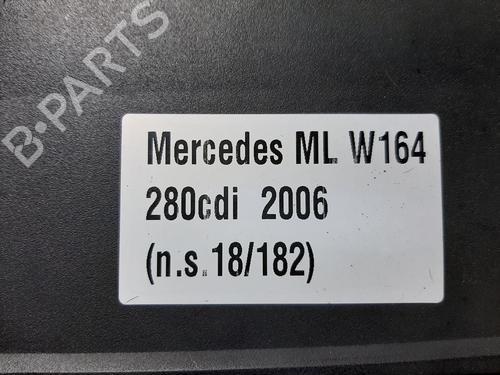 B-PARTS
Mercedes ML W164
280cdi 2006
(n.s. 18/182)